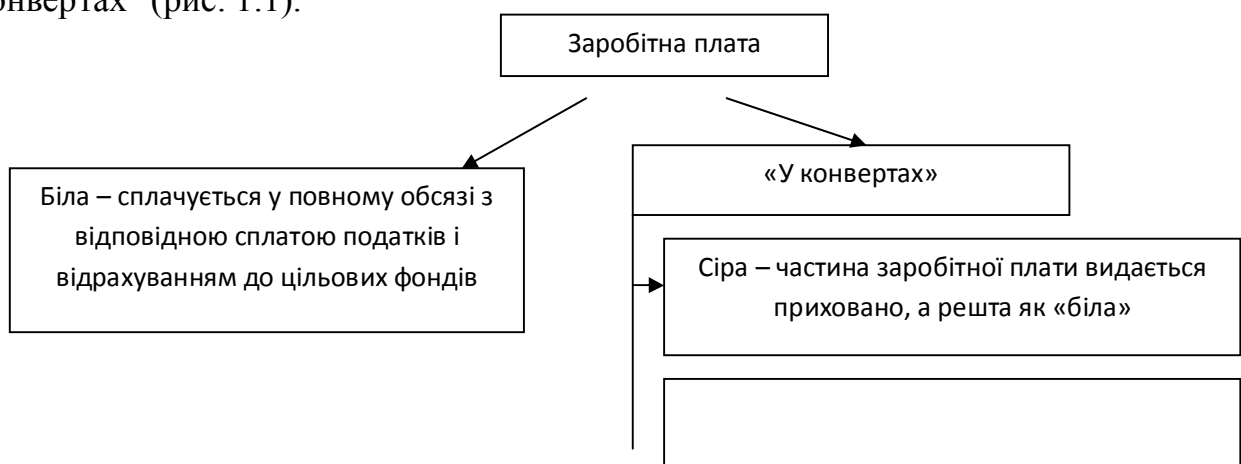 онвертах" (рис. 1.1).
Заробітна плата
Біла – сплачується у повному обсязі з
відповідною сплатою податків і
відрахуванням до цільових фондів
«У конвертах»
Сіра – частина заробітної плати видається
приховано, а решта як «біла»